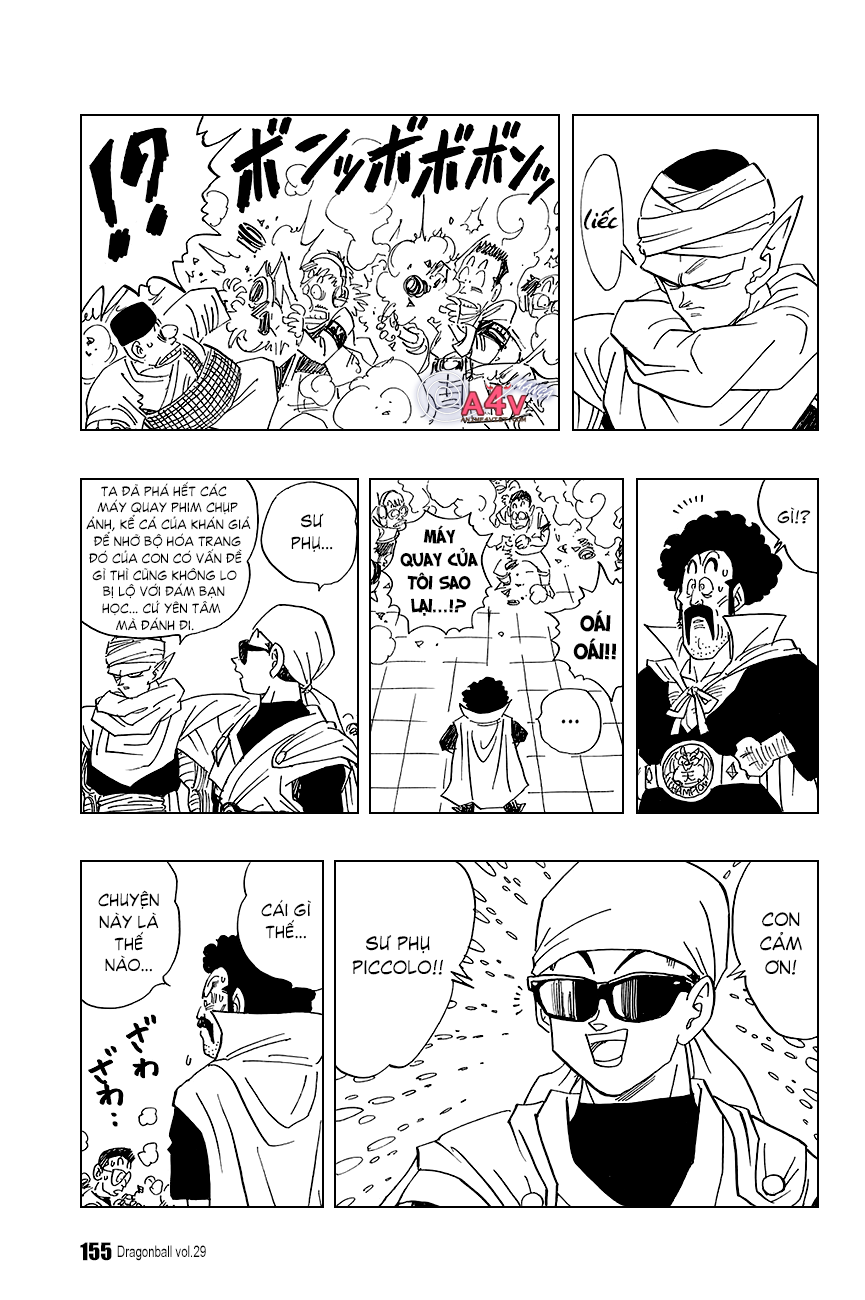 liếc
ボンッボボボンッ
!?
A4v
GÌ!?
MÁY
QUAY CỦA
TÔI SAO
LẠI...!?
OÁI
OÁI!!
...
SƯ
PHỤ...
TA ĐÃ PHÁ HẾT CÁC
MÁY QUAY PHIM CHỤP
ẢNH, KỂ CẢ CỦA KHÁN GIẢ
ĐỂ NHỠ BỘ HÓA TRANG
ĐÓ CỦA CON CÓ VẤN ĐỀ
GÌ THÌ CŨNG KHÔNG LO
BỊ LỘ VỚI ĐÁM BẠN
HỌC... CỨ YÊN TÂM
MÀ ĐÁNH ĐI.
CHAMPION
CON
CẢM
ƠN!
SƯ PHỤ
PICCOLO!!
CÁI GÌ
THẾ...
CHUYỆN
NÀY LÀ
THẾ
NÀO...
ざわ
ざわ..
155 Dragonball vol.29